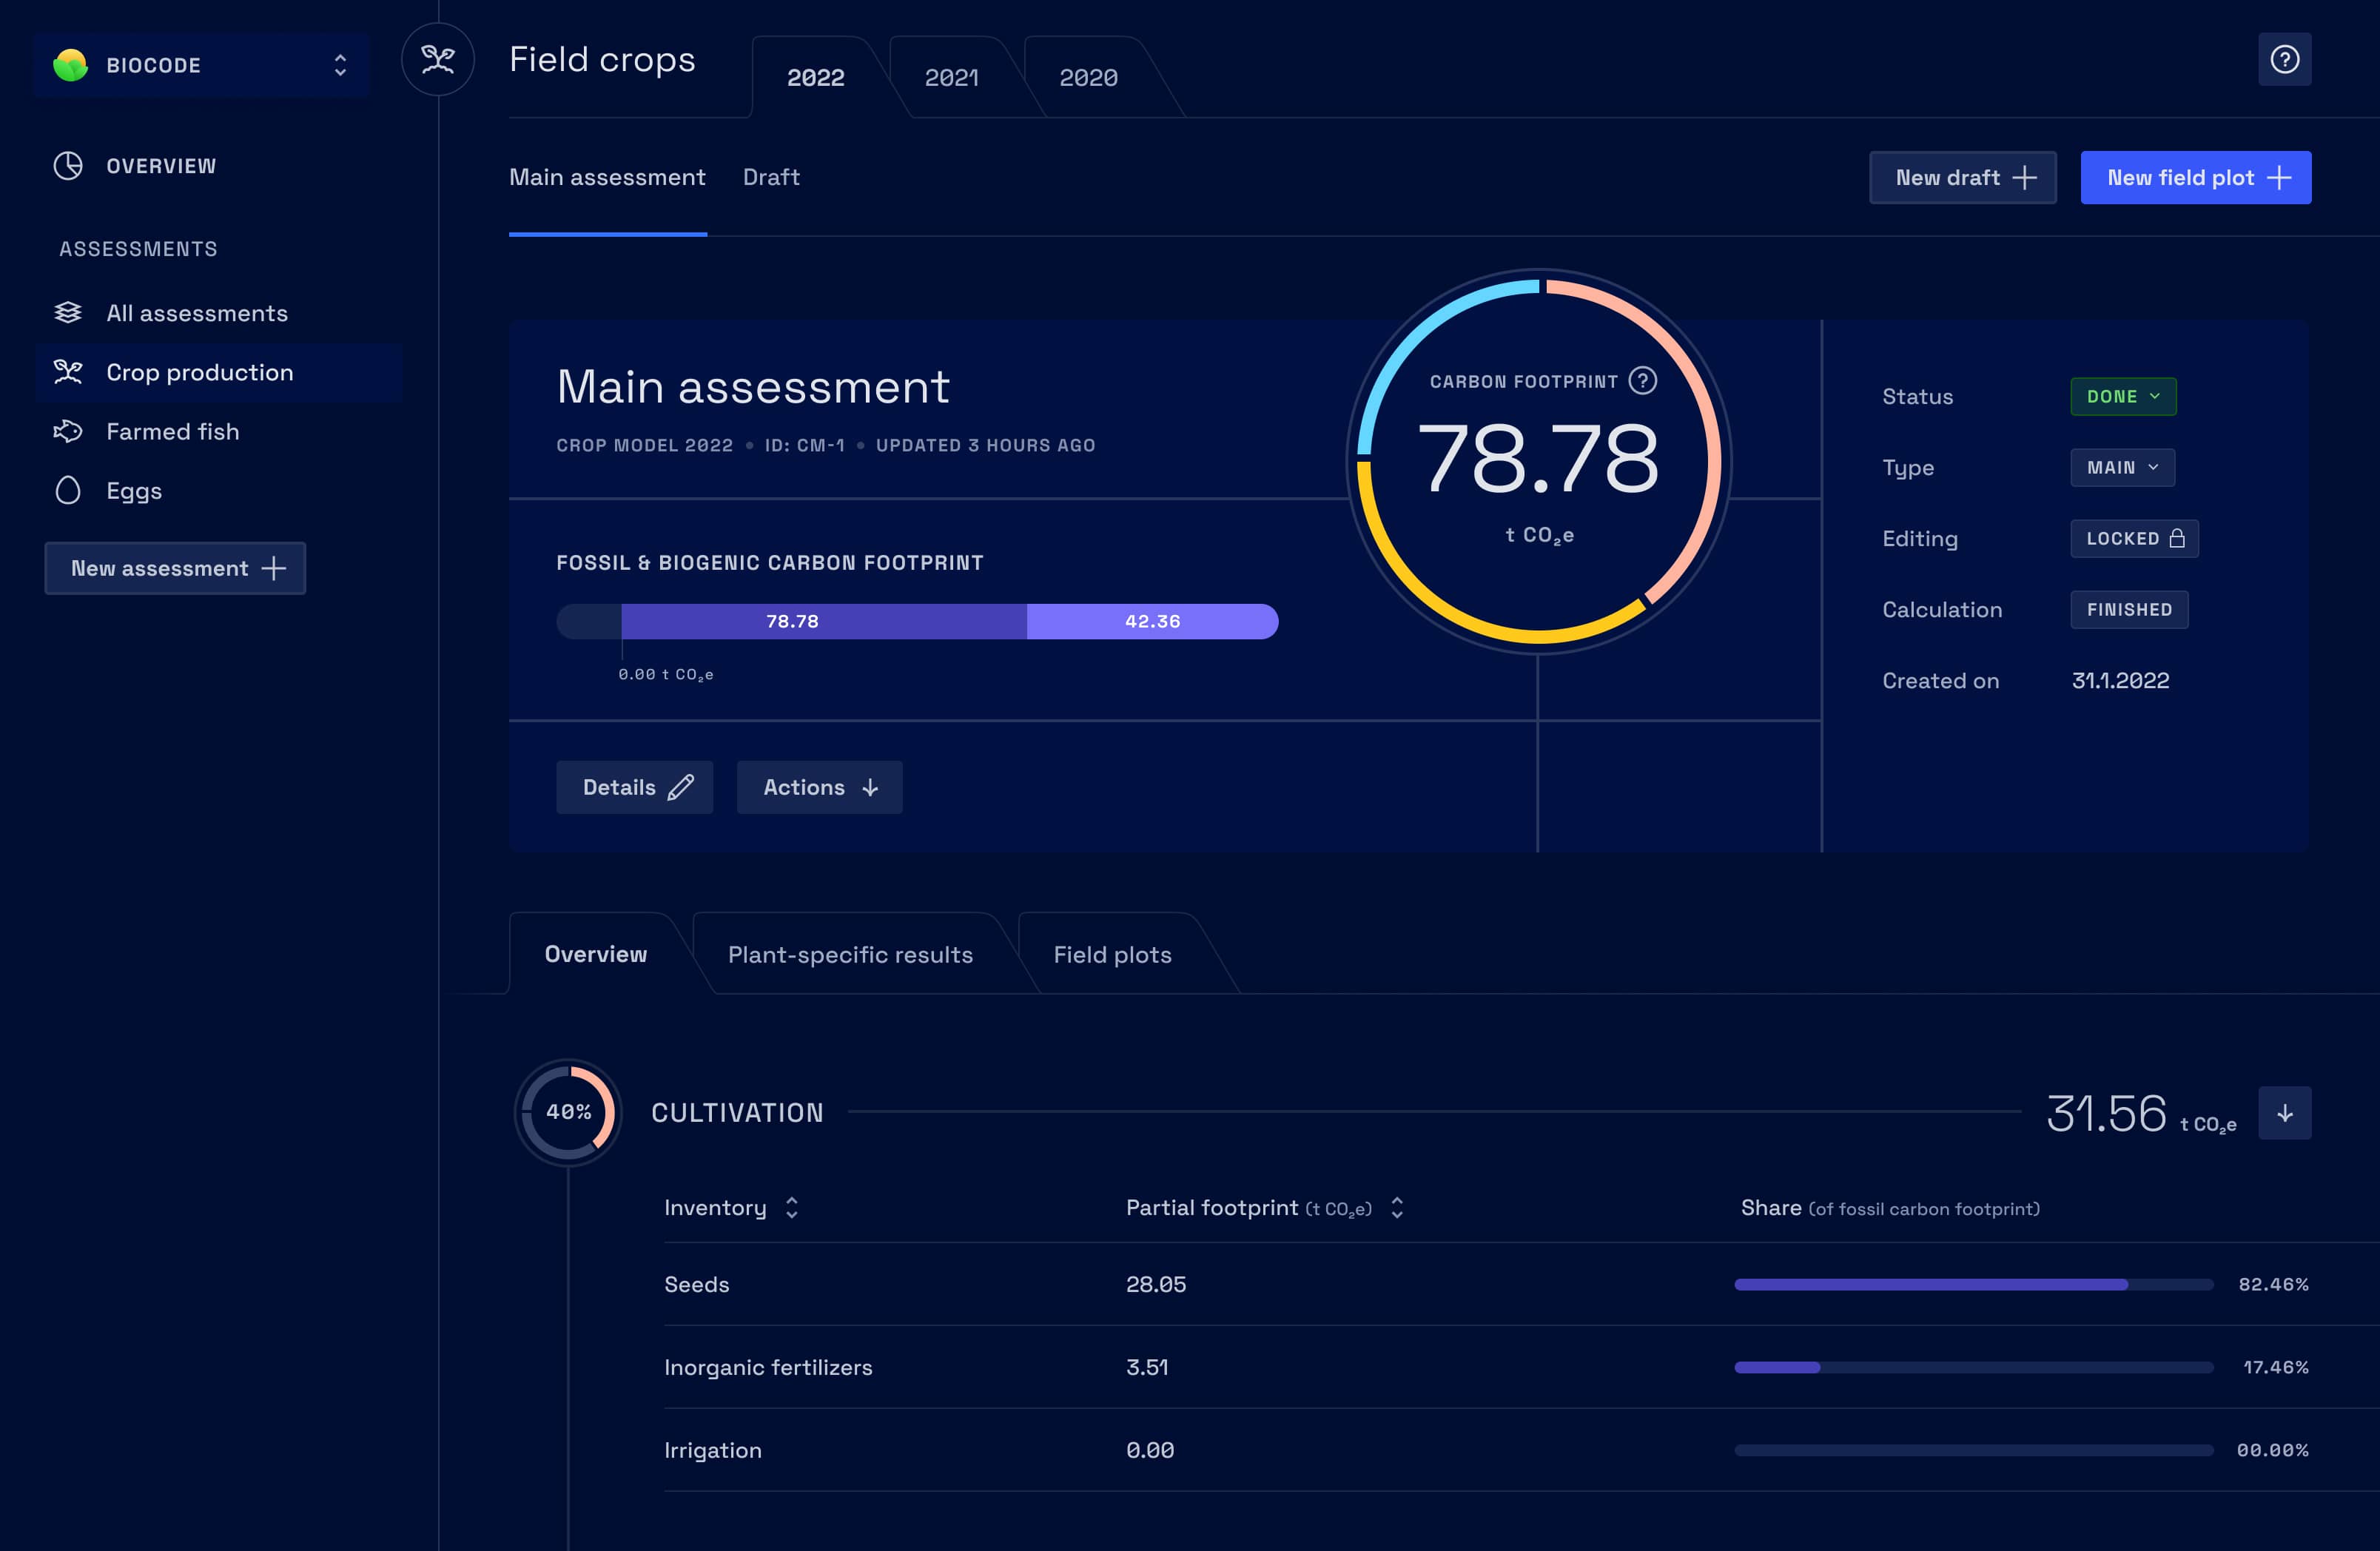 BIOCODE
OVERVIEW
ASSESSMENTS
All assessments
Crop production
Farmed fish
Eggs
New assessment
Field crops
2022
2021
2020
Main assessment
Draft
New draft
New field plot
Main assessment
CROP MODEL 2022 • ID: CM-1 • UPDATED 3 HOURS AGO
FOSSIL & BIOGENIC CARBON FOOTPRINT
78.78
42.36
0.00 t CO₂e
CARBON FOOTPRINT
78.78
t CO₂e
Details
Actions
Status DONE
Type MAIN
Editing LOCKED
Calculation FINISHED
Created on 31.1.2022
Overview
Plant-specific results
Field plots
40%
CULTIVATION
31.56 t CO₂e
Inventory Partial footprint (t CO₂e) Share (of fossil carbon footprint)
Seeds 28.05 82.46%
Inorganic fertilizers 3.51 17.46%
Irrigation 0.00 00.00%